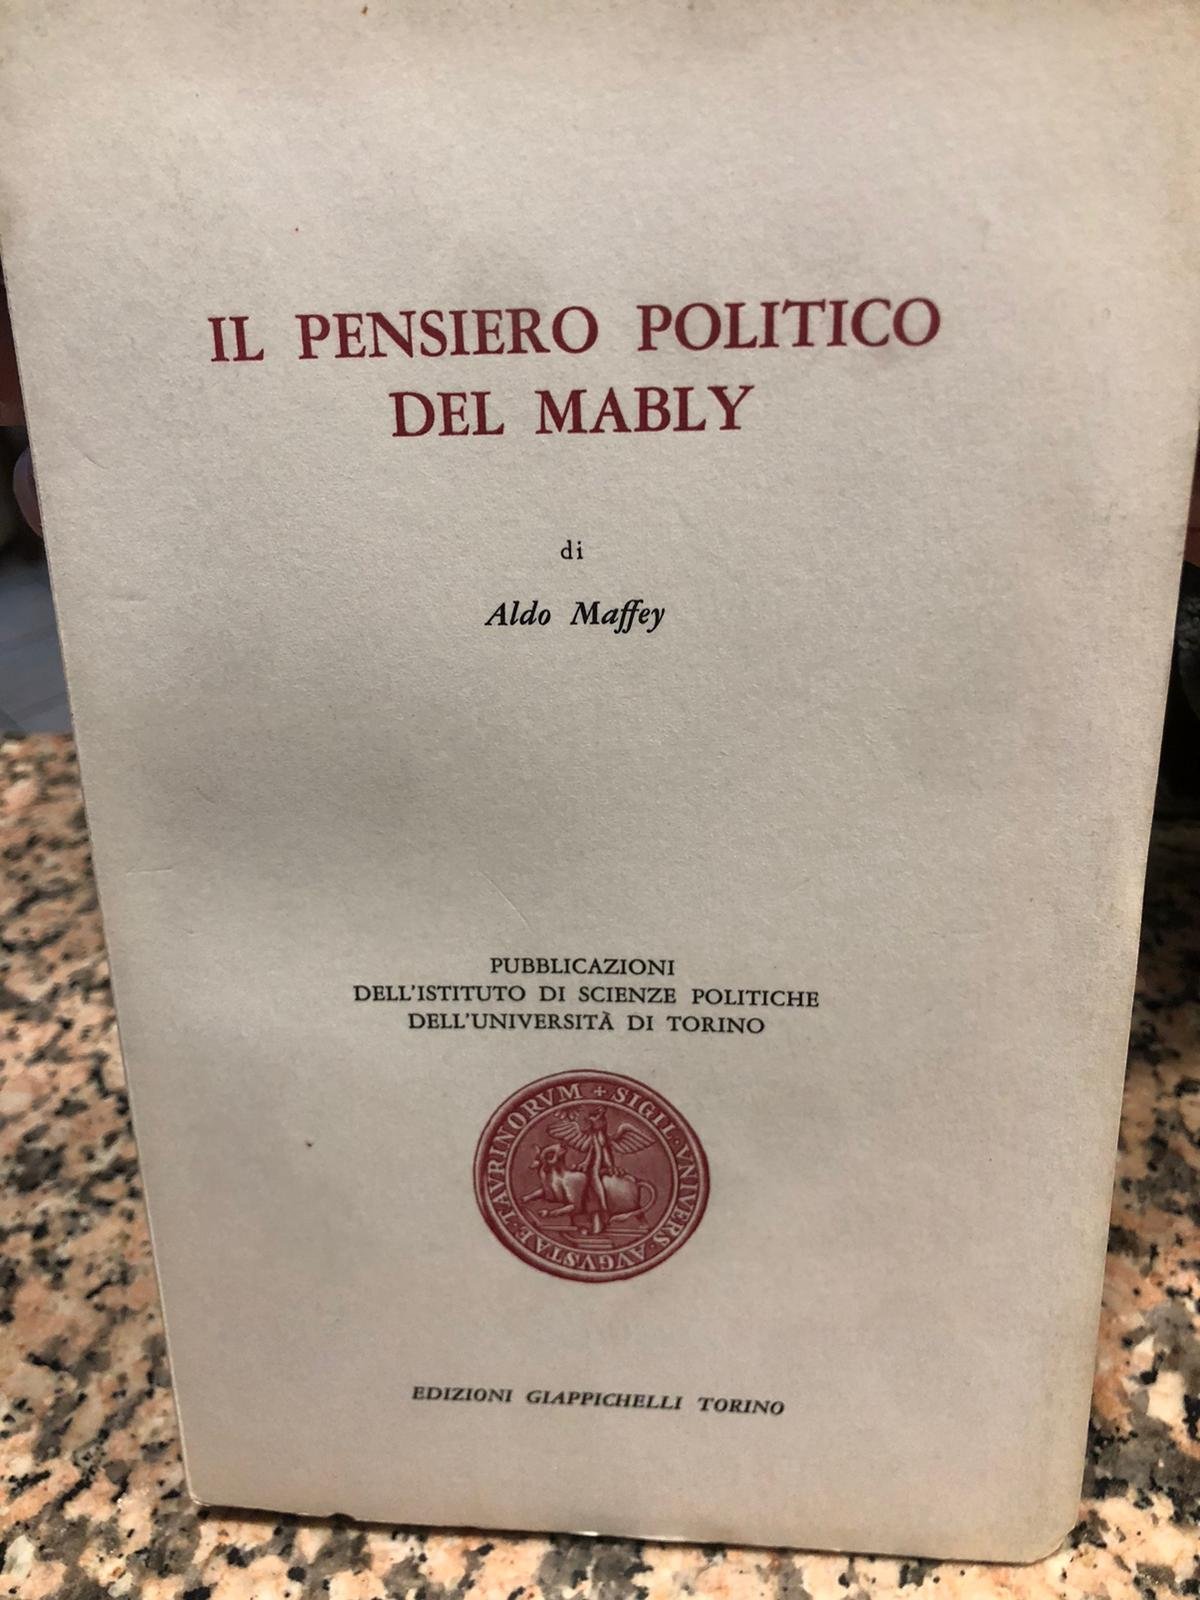 IL PENSIERO POLITICO
DEL MABLY
di
Aldo Maffey
PUBBLICAZIONI
DELL'ISTITUTO DI SCIENZE POLITICHE
DELL'UNIVERSITÀ DI TORINO
+ SIGIL · VNIVERS · AVGVSTAE · TAVRINORVM
EDIZIONI GIAPPICHELLI TORINO